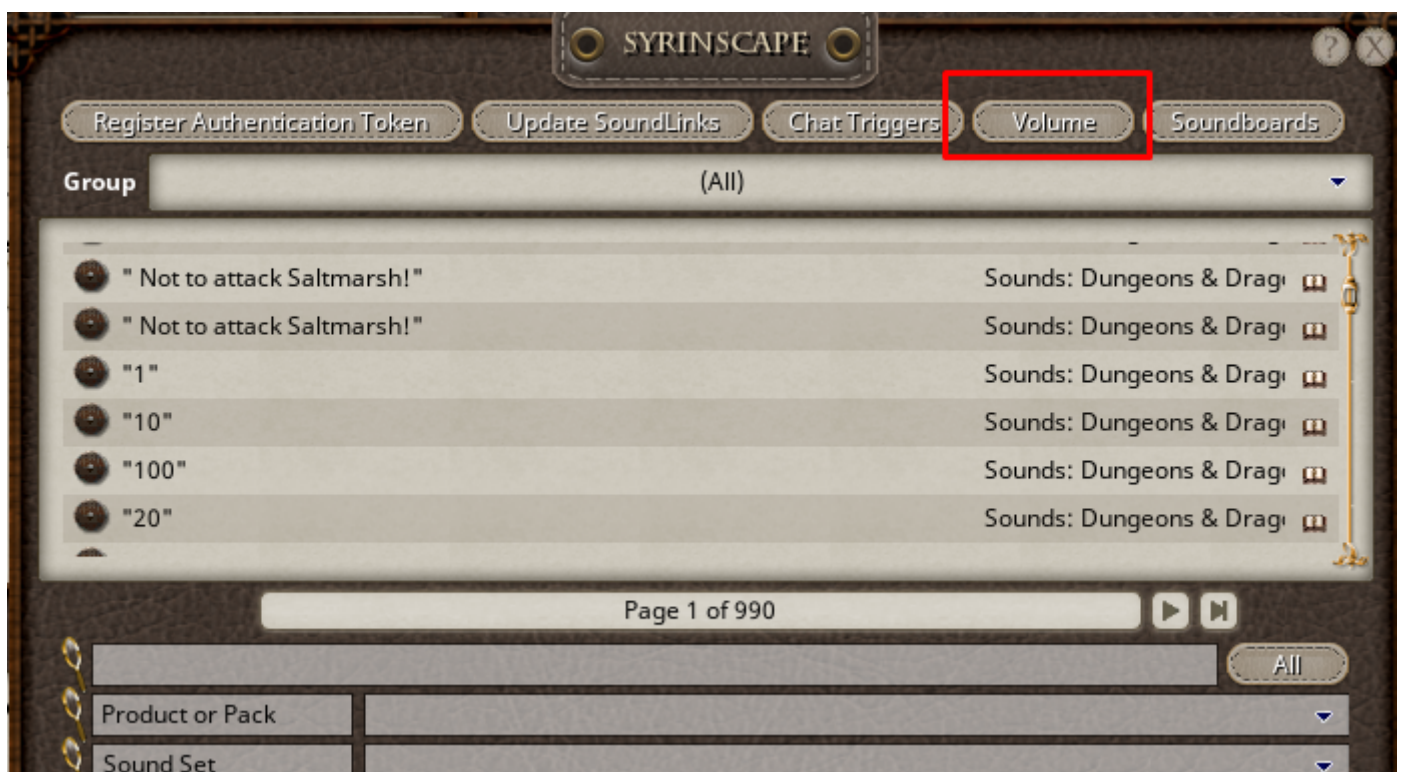 SYRINSCAPE
? X
Register Authentication Token Update SoundLinks Chat Triggers Volume Soundboards
Group (All)
" Not to attack Saltmarsh!" Sounds: Dungeons & Drag
" Not to attack Saltmarsh!" Sounds: Dungeons & Drag
"1" Sounds: Dungeons & Drag
"10" Sounds: Dungeons & Drag
"100" Sounds: Dungeons & Drag
"20" Sounds: Dungeons & Drag
Page 1 of 990
All
Product or Pack
Sound Set